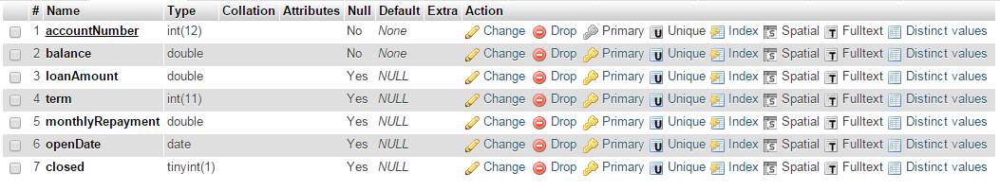 # Name Type Collation Attributes Null Default Extra Action
1 accountNumber int(12) No None Change Drop Primary Unique Index Spatial Fulltext Distinct values
2 balance double No None Change Drop Primary Unique Index Spatial Fulltext Distinct values
3 loanAmount double Yes NULL Change Drop Primary Unique Index Spatial Fulltext Distinct values
4 term int(11) Yes NULL Change Drop Primary Unique Index Spatial Fulltext Distinct values
5 monthlyRepayment double Yes NULL Change Drop Primary Unique Index Spatial Fulltext Distinct values
6 openDate date Yes NULL Change Drop Primary Unique Index Spatial Fulltext Distinct values
7 closed tinyint(1) Yes NULL Change Drop Primary Unique Index Spatial Fulltext Distinct values